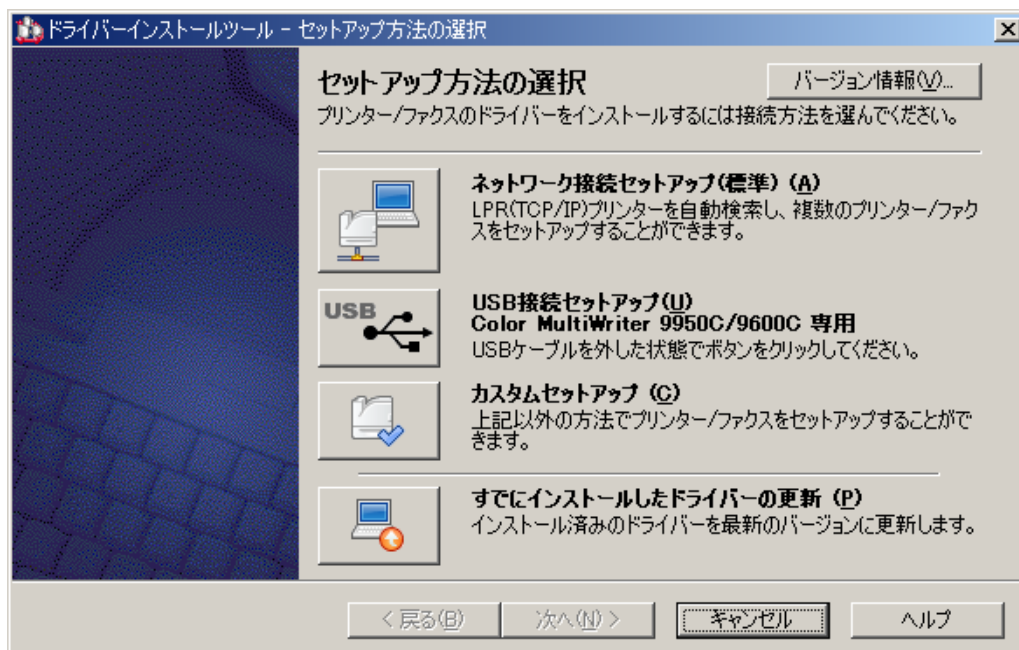 ドライバーインストールツール - セットアップ方法の選択
セットアップ方法の選択
バージョン情報(V)...
プリンター/ファクスのドライバーをインストールするには接続方法を選んでください。
ネットワーク接続セットアップ(標準) (A)
LPR(TCP/IP)プリンターを自動検索し、複数のプリンター/ファク
スをセットアップすることができます。
USB
USB接続セットアップ(U)
Color MultiWriter 9950C/9600C 専用
USBケーブルを外した状態でボタンをクリックしてください。
カスタムセットアップ (C)
上記以外の方法でプリンター/ファクスをセットアップすることがで
きます。
すでにインストールしたドライバーの更新 (P)
インストール済みのドライバーを最新のバージョンに更新します。
< 戻る(B)
次へ(N) >
キャンセル
ヘルプ